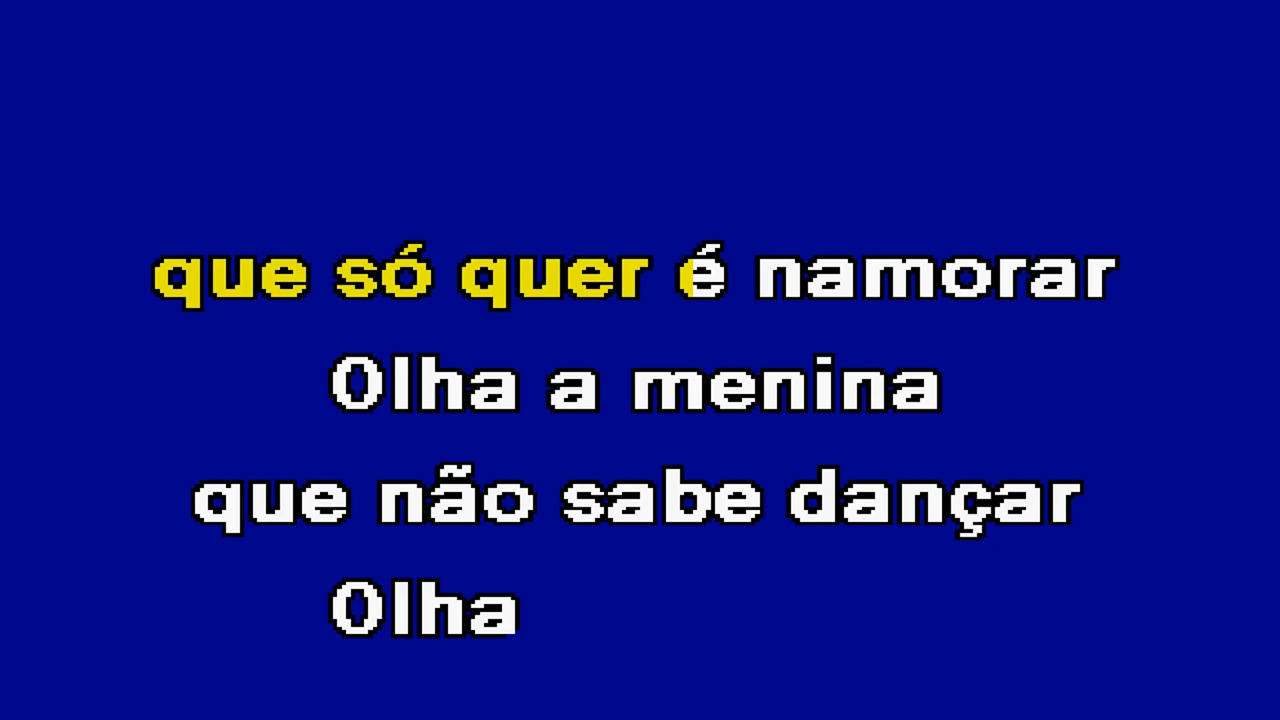 que só quer é namorar
Olha a menina
que não sabe dançar
Olha